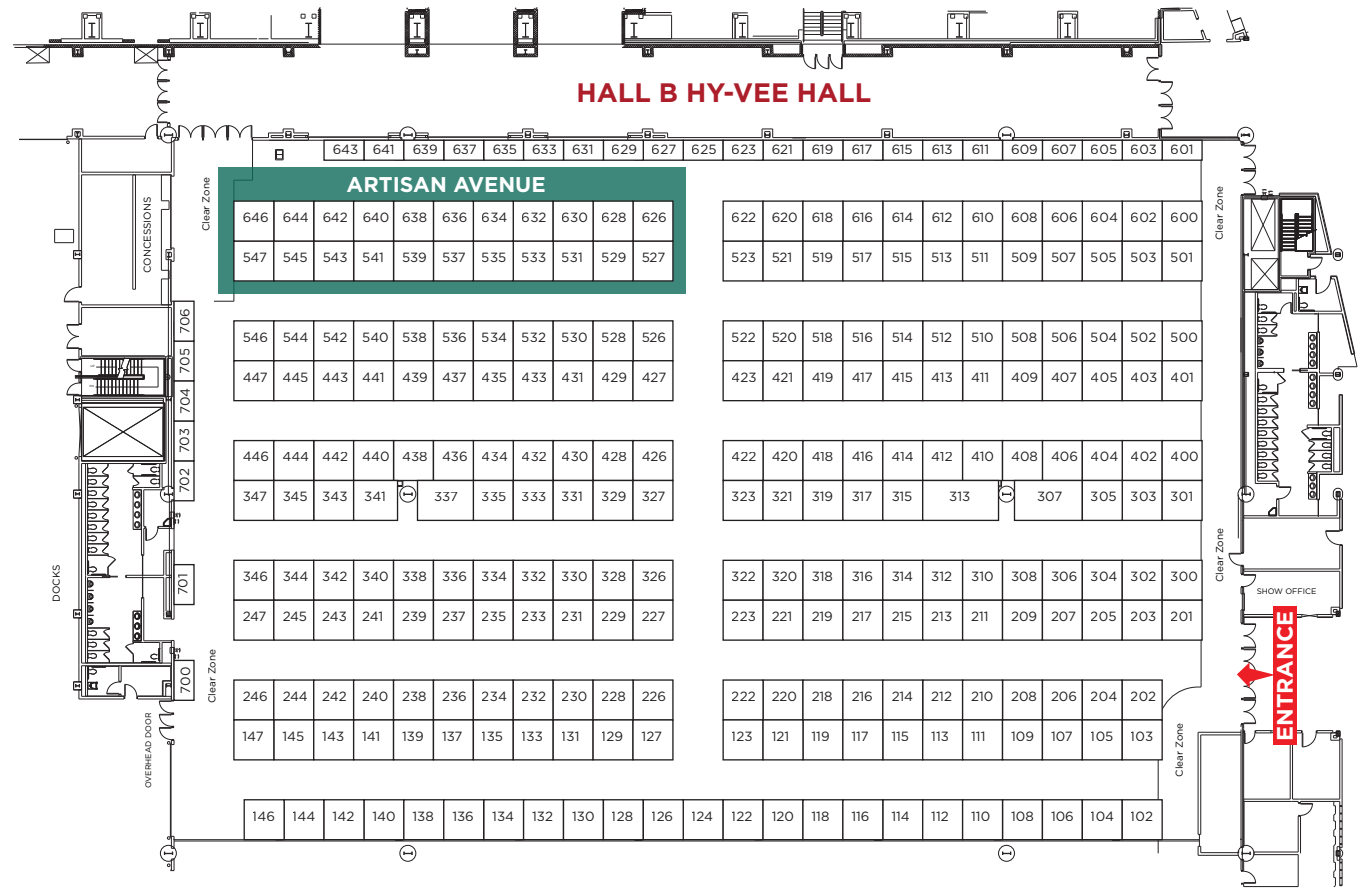 HALL B HY-VEE HALL
643 641 639 637 635 633 631 629 627 625 623 621 619 617 615 613 611 609 607 605 603 601
ARTISAN AVENUE
Clear Zone
Clear Zone
CONCESSIONS
646 644 642 640 638 636 634 632 630 628 626 622 620 618 616 614 612 610 608 606 604 602 600
547 545 543 541 539 537 535 533 531 529 527 523 521 519 517 515 513 511 509 507 505 503 501
706
546 544 542 540 538 536 534 532 530 528 526 522 520 518 516 514 512 510 508 506 504 502 500
705
447 445 443 441 439 437 435 433 431 429 427 423 421 419 417 415 413 411 409 407 405 403 401
704
703
446 444 442 440 438 436 434 432 430 428 426 422 420 418 416 414 412 410 408 406 404 402 400
702
347 345 343 341 337 335 333 331 329 327 323 321 319 317 315 313 307 305 303 301
Clear Zone
DOCKS
701
346 344 342 340 338 336 334 332 330 328 326 322 320 318 316 314 312 310 308 306 304 302 300
SHOW OFFICE
247 245 243 241 239 237 235 233 231 229 227 223 221 219 217 215 213 211 209 207 205 203 201
ENTRANCE
Clear Zone
700
246 244 242 240 238 236 234 232 230 228 226 222 220 218 216 214 212 210 208 206 204 202
147 145 143 141 139 137 135 133 131 129 127 123 121 119 117 115 113 111 109 107 105 103
OVERHEAD DOOR
Clear Zone
146 144 142 140 138 136 134 132 130 128 126 124 122 120 118 116 114 112 110 108 106 104 102